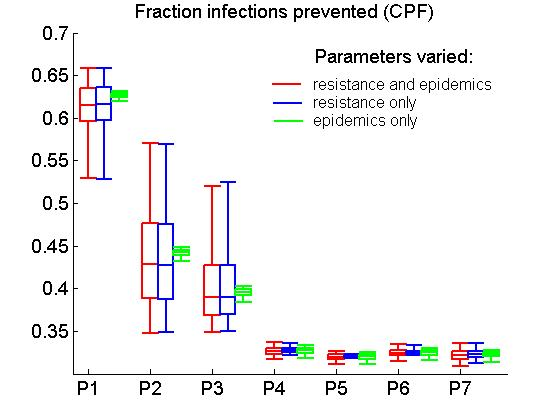 Fraction infections prevented (CPF)
0.7
0.65
0.6
0.55
0.5
0.45
0.4
0.35
Parameters varied:
resistance and epidemics
resistance only
epidemics only
P1 P2 P3 P4 P5 P6 P7